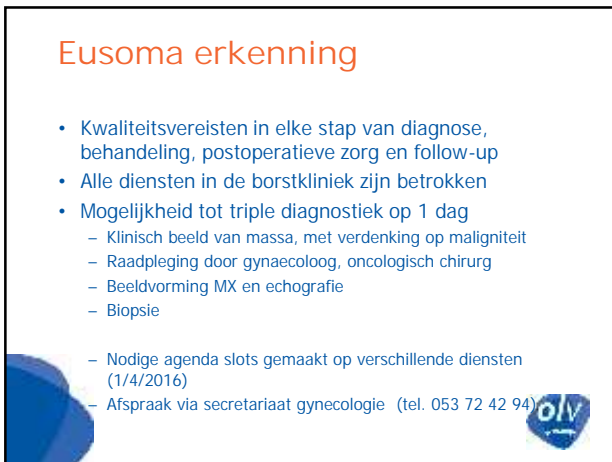 Eusoma erkenning
• Kwaliteitsvereisten in elke stap van diagnose,
behandeling, postoperatieve zorg en follow-up
• Alle diensten in de borstkliniek zijn betrokken
• Mogelijkheid tot triple diagnostiek op 1 dag
– Klinisch beeld van massa, met verdenking op maligniteit
– Raadpleging door gynaecoloog, oncologisch chirurg
– Beeldvorming MX en echografie
– Biopsie
– Nodige agenda slots gemaakt op verschillende diensten
(1/4/2016)
– Afspraak via secretariaat gynecologie (tel. 053 72 42 94)
olv